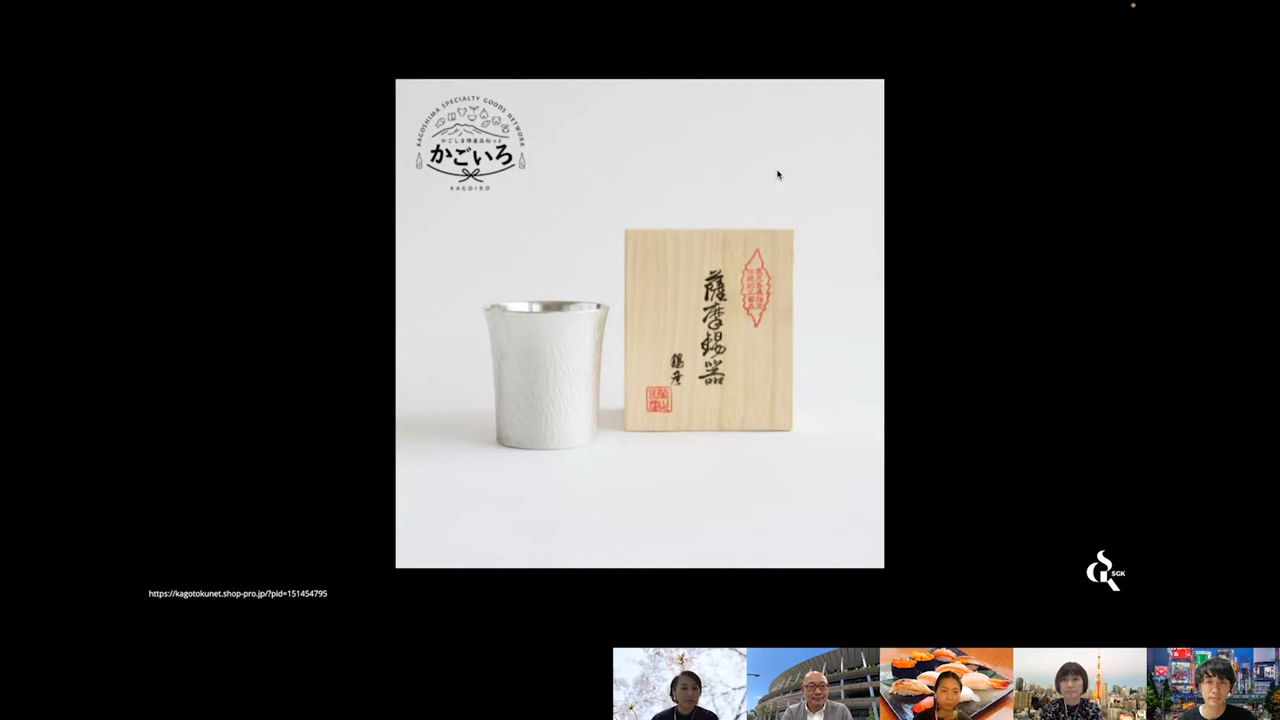 KAGOSHIMA SPECIALTY GOODS NETWORK
かごしま特産品ねっと
かごいろ
KAGOIRO
薩摩錫器
SGK
https://kagotokunet.shop-pro.jp/?pid=151454795